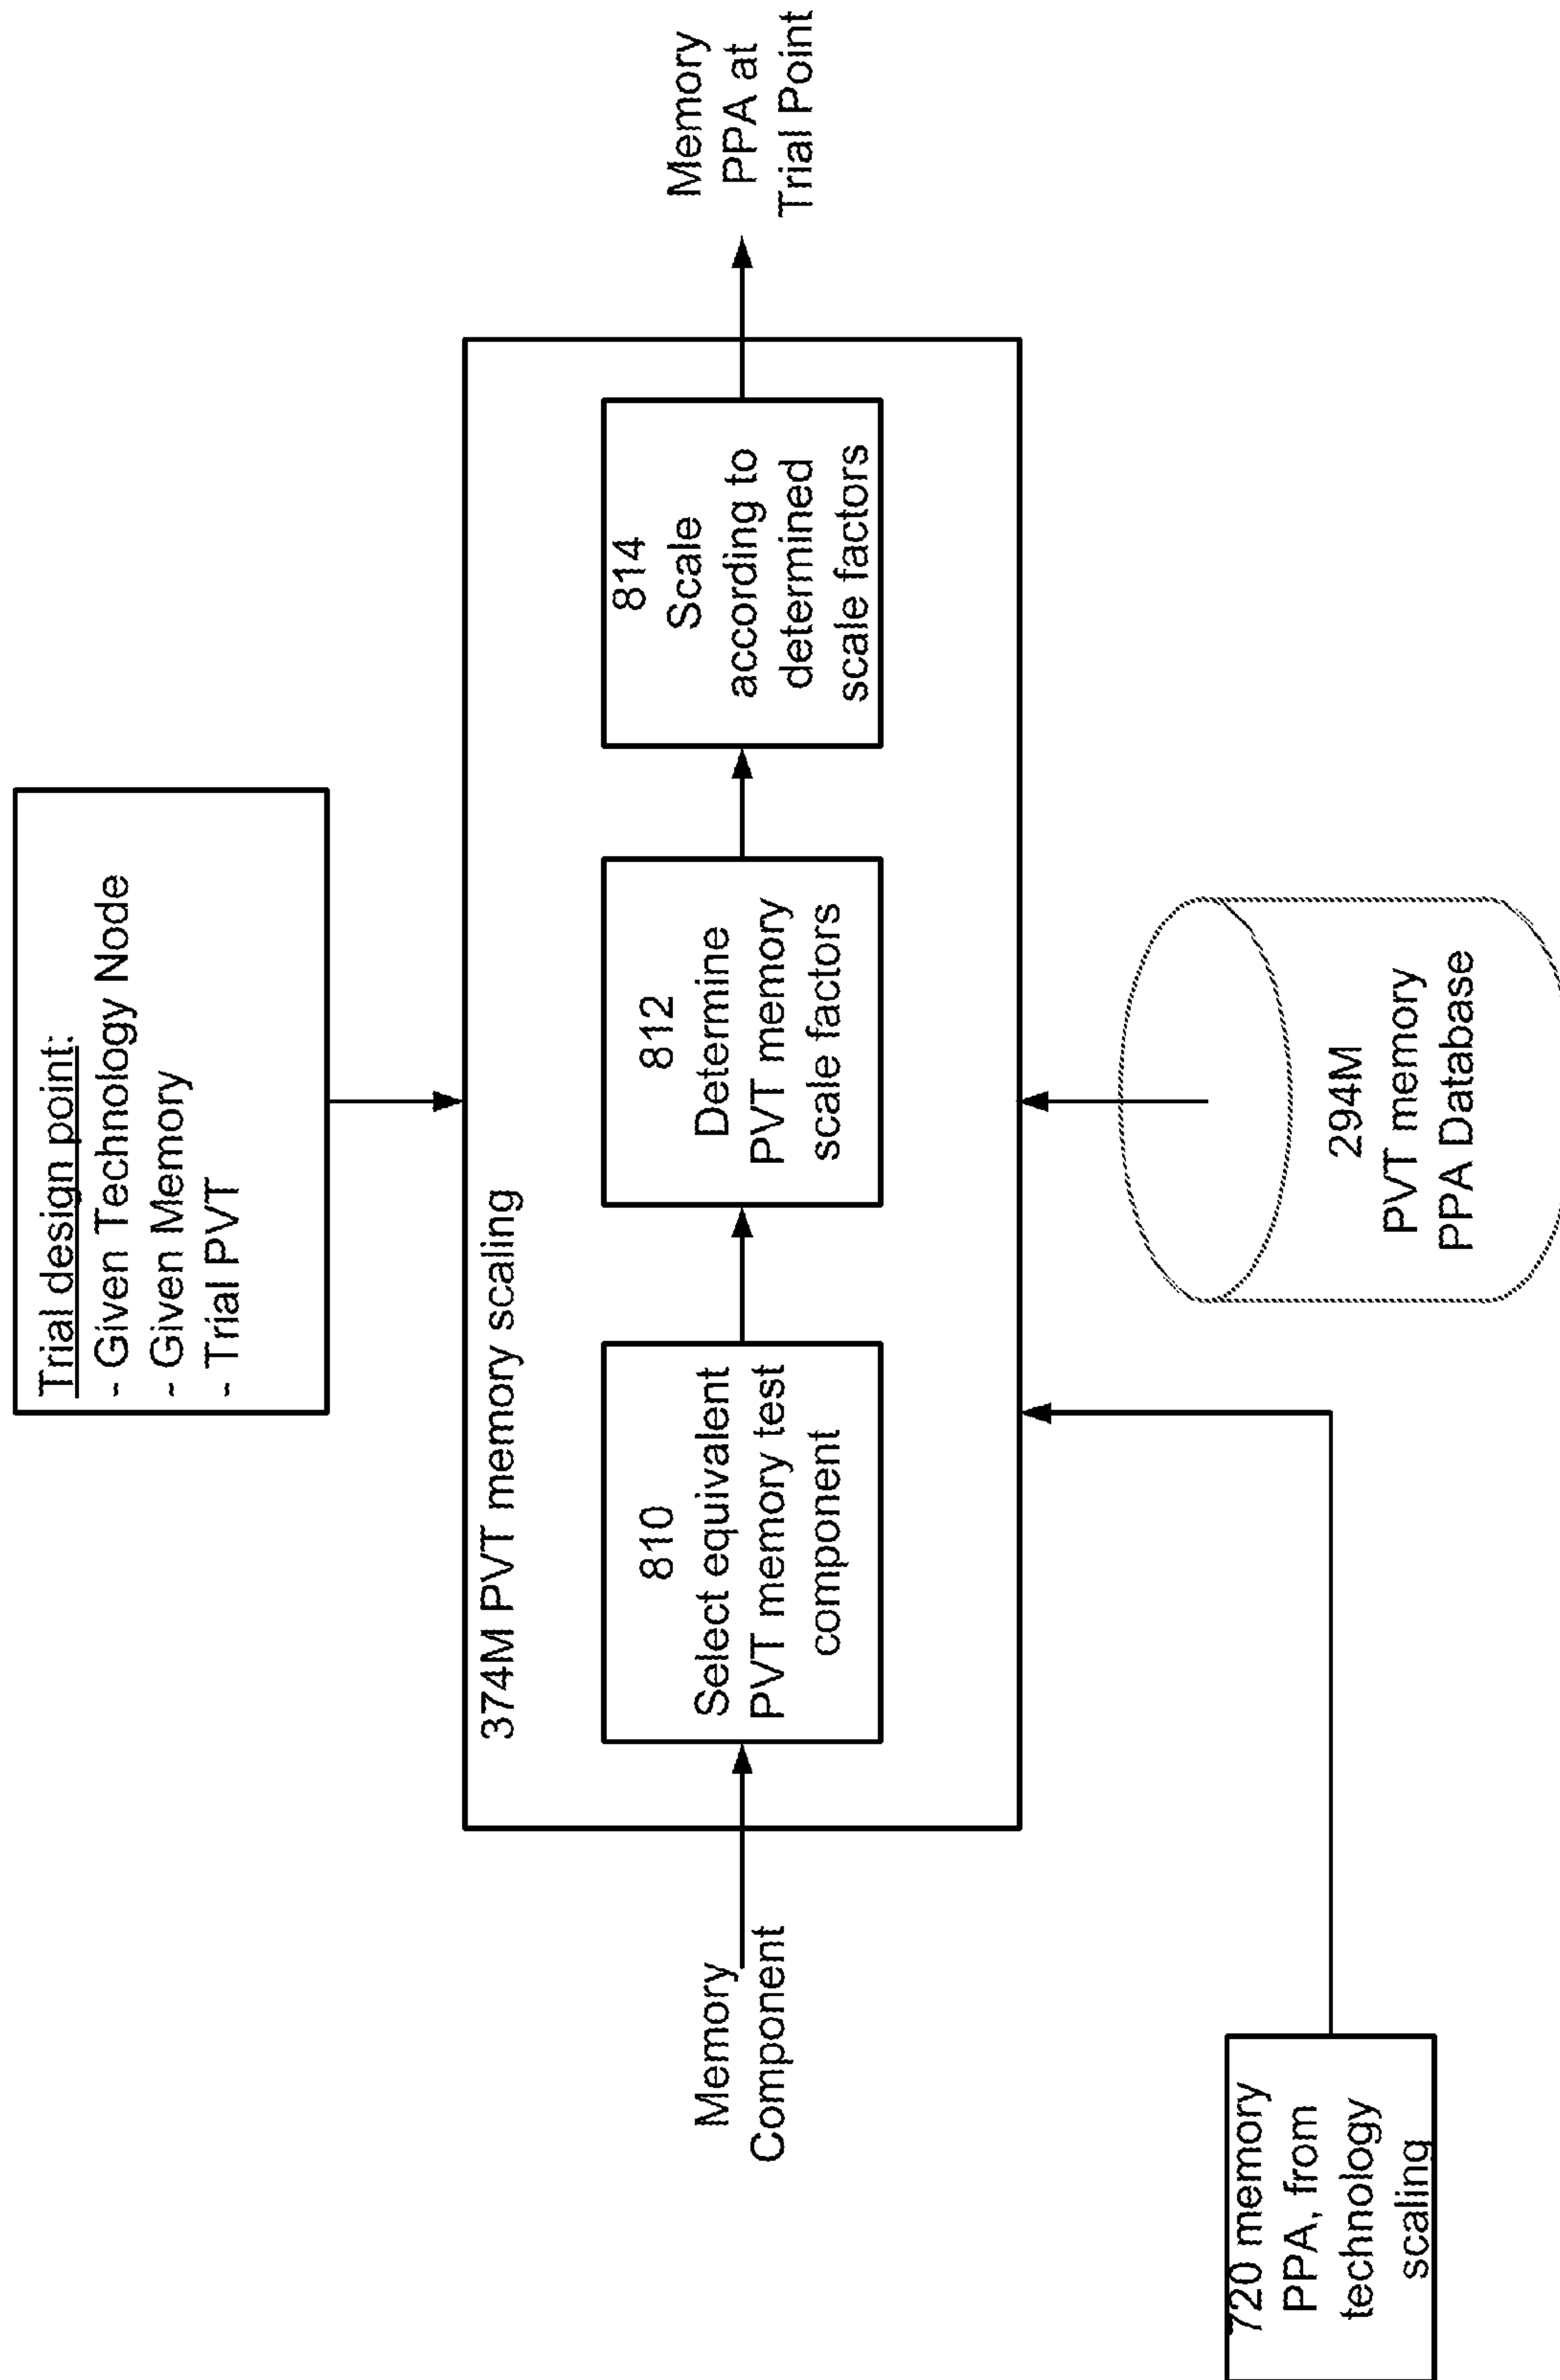 Trial design point:
- Given Technology Node
- Given Memory
- Trial PVT
374M PVT memory scaling
Memory
Component
810
Select equivalent
PVT memory test
component
812
Determine
PVT memory
scale factors
814
Scale
according to
determined
scale factors
Memory
PPA at
Trial Point
720 memory
PPA, from
technology
scaling
294M
PVT memory
PPA Database